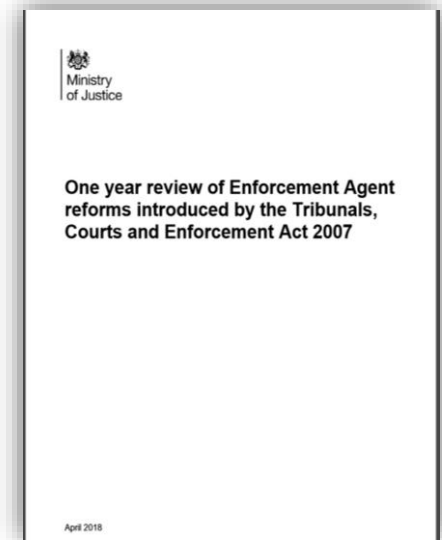 Ministry
of Justice
One year review of Enforcement Agent
reforms introduced by the Tribunals,
Courts and Enforcement Act 2007
April 2018